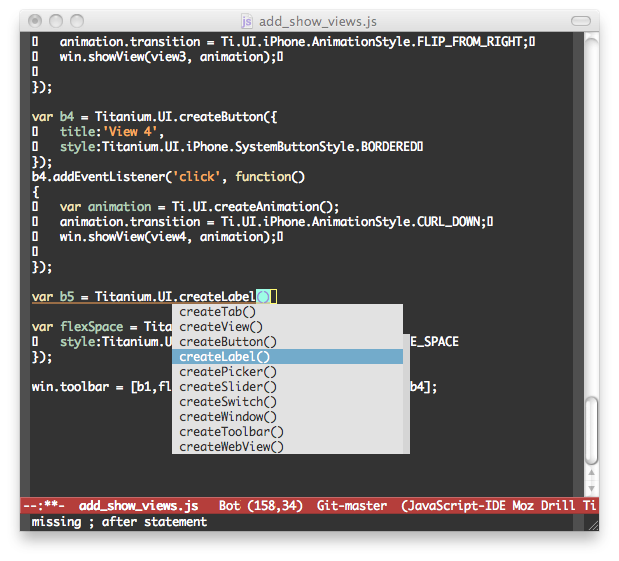 add_show_views.js
animation.transition = Ti.UI.iPhone.AnimationStyle.FLIP_FROM_RIGHT;
win.showView(view3, animation);
});
var b4 = Titanium.UI.createButton({
title:'View 4',
style:Titanium.UI.iPhone.SystemButtonStyle.BORDERED
});
b4.addEventListener('click', function()
{
var animation = Ti.UI.createAnimation();
animation.transition = Ti.UI.iPhone.AnimationStyle.CURL_DOWN;
win.showView(view4, animation);
});
var b5 = Titanium.UI.createLabel()
createTab()
createView()
var flexSpace = Tita
createButton()
style:Titanium.U
E_SPACE
createLabel()
});
createPicker()
createSlider()
win.toolbar = [b1,fl
b4];
createSwitch()
createWindow()
createToolbar()
createWebView()
--:**-  add_show_views.js   Bot (158,34)  Git-master  (JavaScript-IDE Moz Drill Ti
missing ; after statement